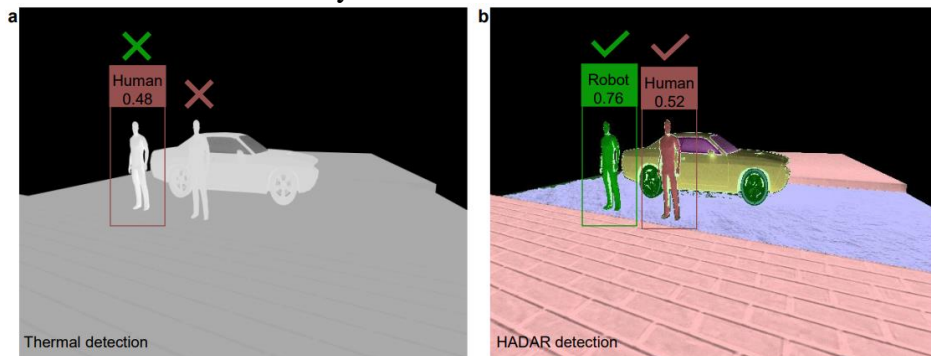 a
Human
0.48
Thermal detection
b
Robot
0.76
Human
0.52
HADAR detection